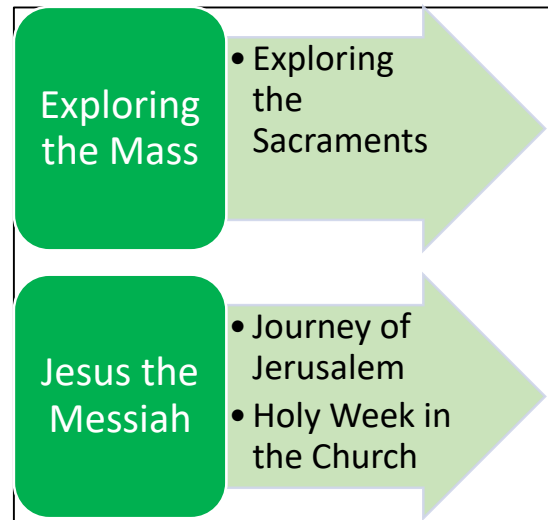 Exploring
the Mass
• Exploring
the
Sacraments
Jesus the
Messiah
• Journey of
Jerusalem
• Holy Week in
the Church